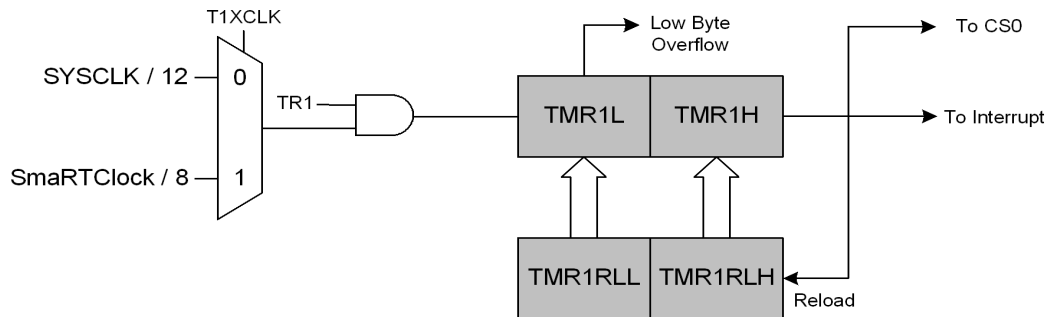 T1XCLK
SYSCLK / 12
0
SmaRTClock / 8
1
TR1
Low Byte
Overflow
TMR1L
TMR1H
To CS0
To Interrupt
TMR1RLL
TMR1RLH
Reload